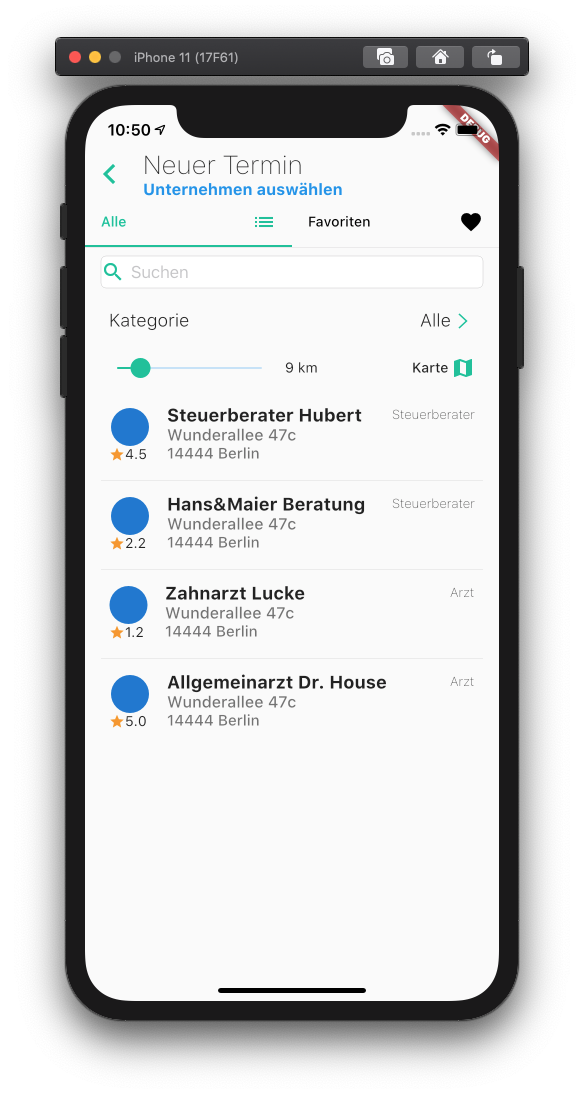 iPhone 11 (17F61)
10:50
DEBUG
Neuer Termin
Unternehmen auswählen
Alle
Favoriten
Suchen
Kategorie
Alle
9 km
Karte
Steuerberater Hubert
Steuerberater
Wunderallee 47c
4.5
14444 Berlin
Hans&Maier Beratung
Steuerberater
Wunderallee 47c
2.2
14444 Berlin
Zahnarzt Lucke
Arzt
Wunderallee 47c
1.2
14444 Berlin
Allgemeinarzt Dr. House
Arzt
Wunderallee 47c
5.0
14444 Berlin